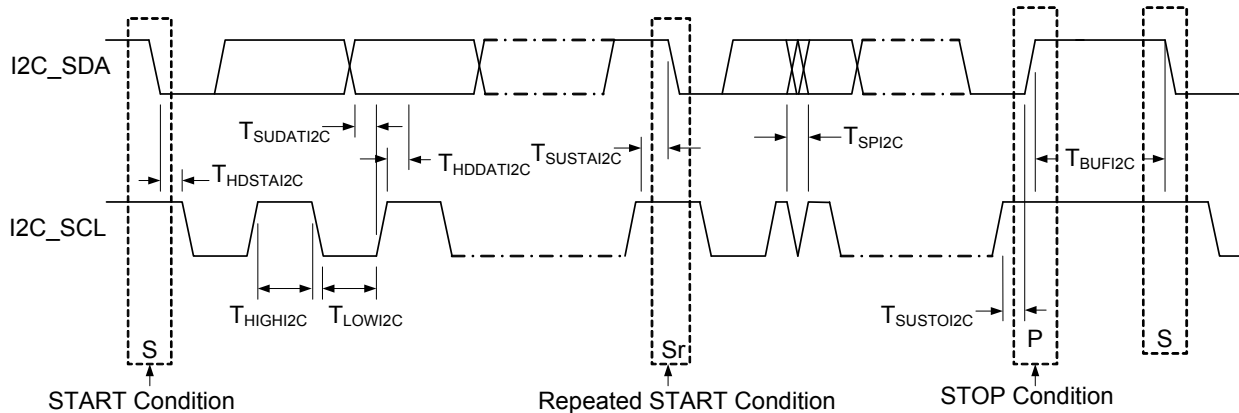 I2C_SDA
T_SUDATI2C
T_HDSTAI2C
T_HDDATI2C
T_SUSTAI2C
T_SPI2C
T_BUFI2C
I2C_SCL
T_HIGHI2C
T_LOWI2C
T_SUSTOI2C
S
Sr
P
S
START Condition
Repeated START Condition
STOP Condition